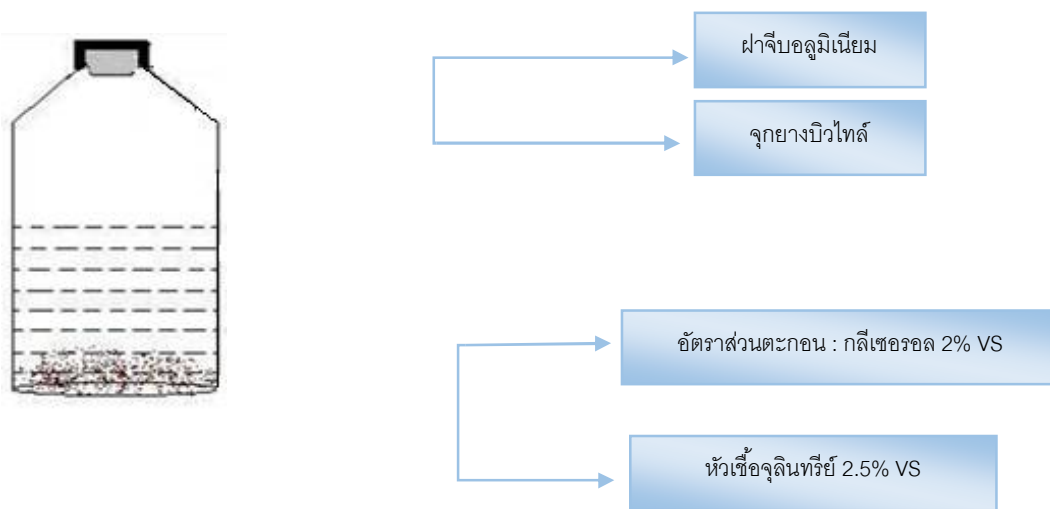 ฝาจีบอลูมิเนียม
จุกยางบิวไทล์
อัตราส่วนตะกอน : กลีเซอรอล 2% VS
หัวเชื้อจุลินทรีย์ 2.5% VS